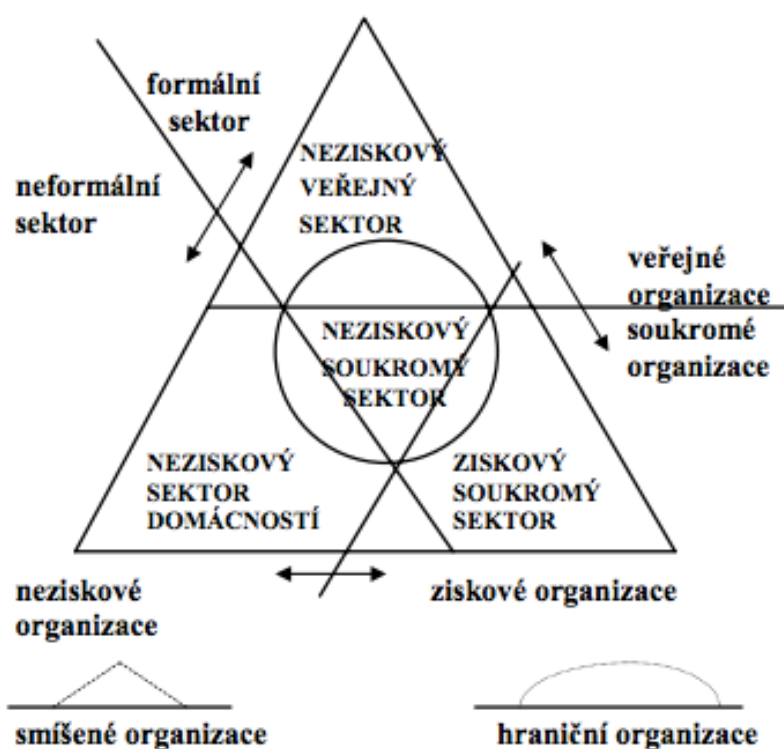 formální
sektor
neformální
sektor
NEZISKOVÝ
VEŘEJNÝ
SEKTOR
veřejné
organizace
soukromé
organizace
NEZISKOVÝ
SOUKROMÝ
SEKTOR
NEZISKOVÝ
SEKTOR
DOMÁCNOSTÍ
ZISKOVÝ
SOUKROMÝ
SEKTOR
neziskové
organizace
ziskové organizace
smíšené organizace
hraniční organizace